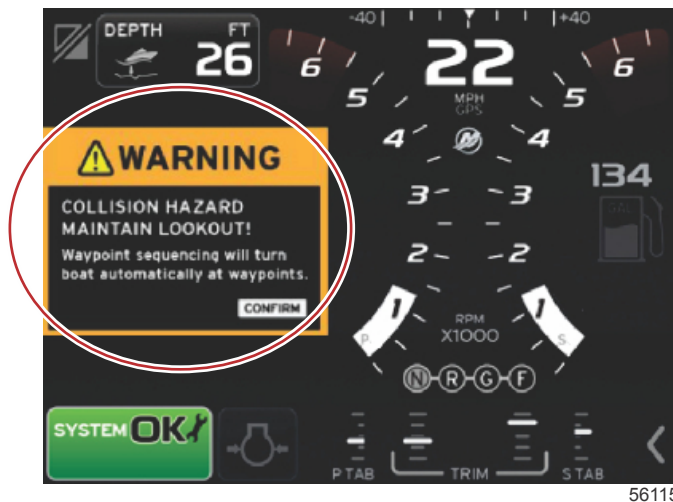 DEPTH FT
26
-40 +40
22
MPH
GPS
6 6
5 5
4 4
3 3
2 2
1 1
P. S.
RPM
X1000
N R G F
134
WARNING
COLLISION HAZARD
MAINTAIN LOOKOUT!
Waypoint sequencing will turn
boat automatically at waypoints.
CONFIRM
SYSTEM OK
P TAB TRIM S TAB
56115